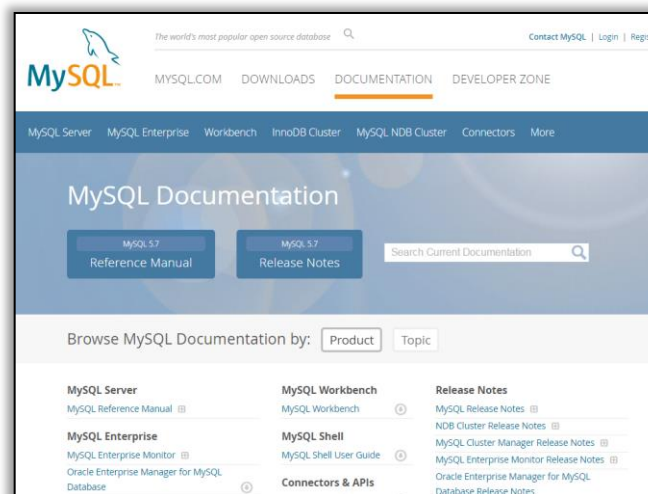 The world's most popular open source database
Contact MySQL | Login | Regis
MySQL™
MYSQL.COM DOWNLOADS DOCUMENTATION DEVELOPER ZONE
MySQL Server MySQL Enterprise Workbench InnoDB Cluster MySQL NDB Cluster Connectors More
MySQL Documentation
MySQL 5.7
Reference Manual
MySQL 5.7
Release Notes
Search Current Documentation
Browse MySQL Documentation by: Product Topic
MySQL Server
MySQL Reference Manual
MySQL Enterprise
MySQL Enterprise Monitor
Oracle Enterprise Manager for MySQL
Database
MySQL Workbench
MySQL Workbench
MySQL Shell
MySQL Shell User Guide
Connectors & APIs
Release Notes
MySQL Release Notes
NDB Cluster Release Notes
MySQL Cluster Manager Release Notes
MySQL Enterprise Monitor Release Notes
Oracle Enterprise Manager for MySQL
Database Release Notes